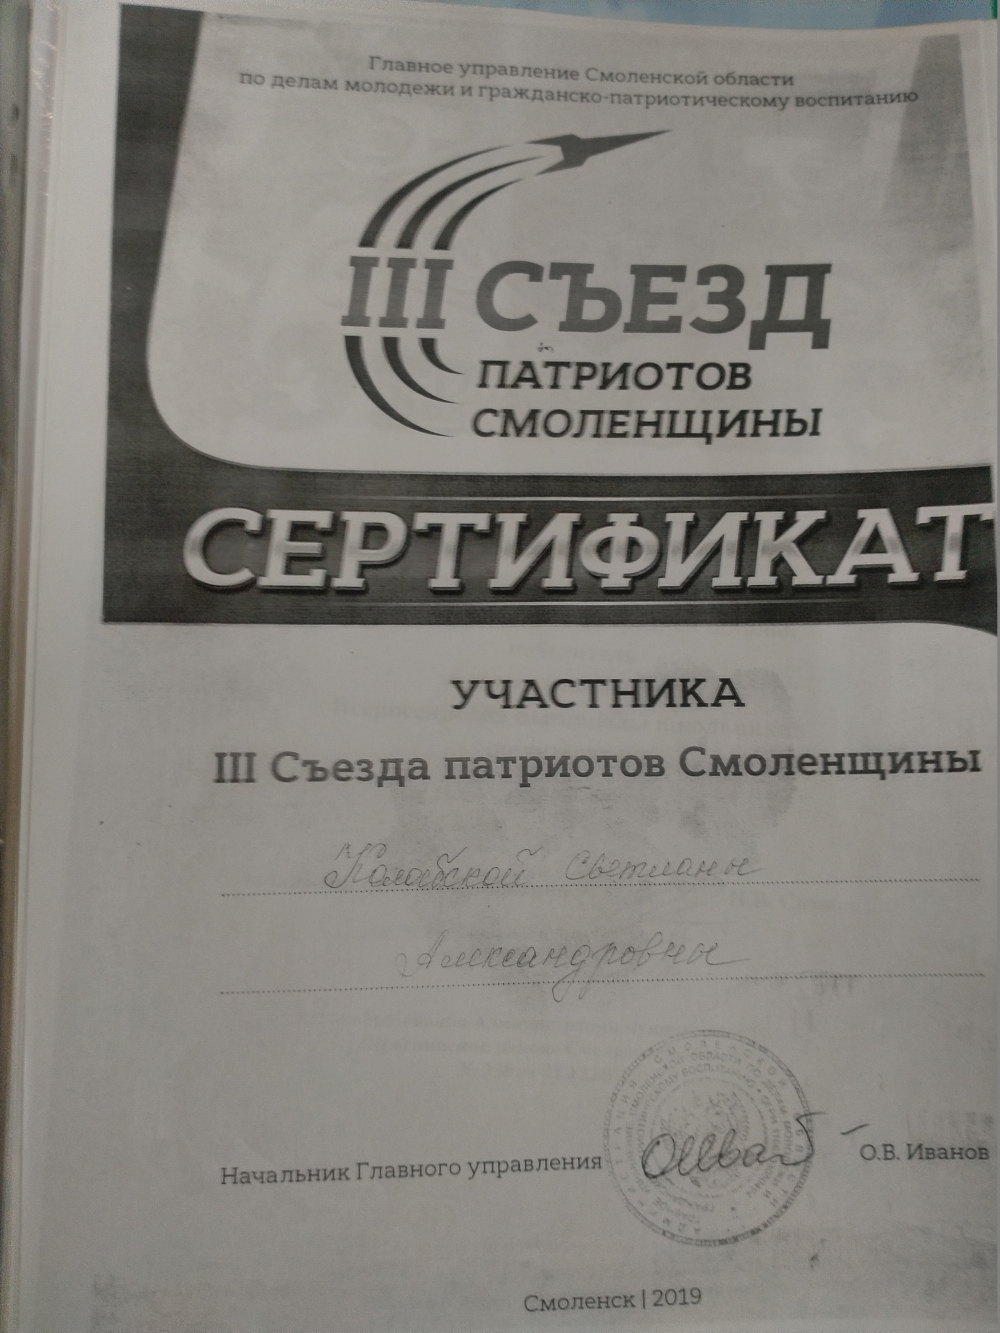 Главное управление Смоленской области
по делам молодежи и гражданско-патриотическому воспитанию
III СЪЕЗД
ПАТРИОТОВ
СМОЛЕНЩИНЫ
СЕРТИФИКАТ
УЧАСТНИКА
III Съезда патриотов Смоленщины
Светланы
Александровны
Начальник Главного управления
О.В. Иванов
Смоленск | 2019